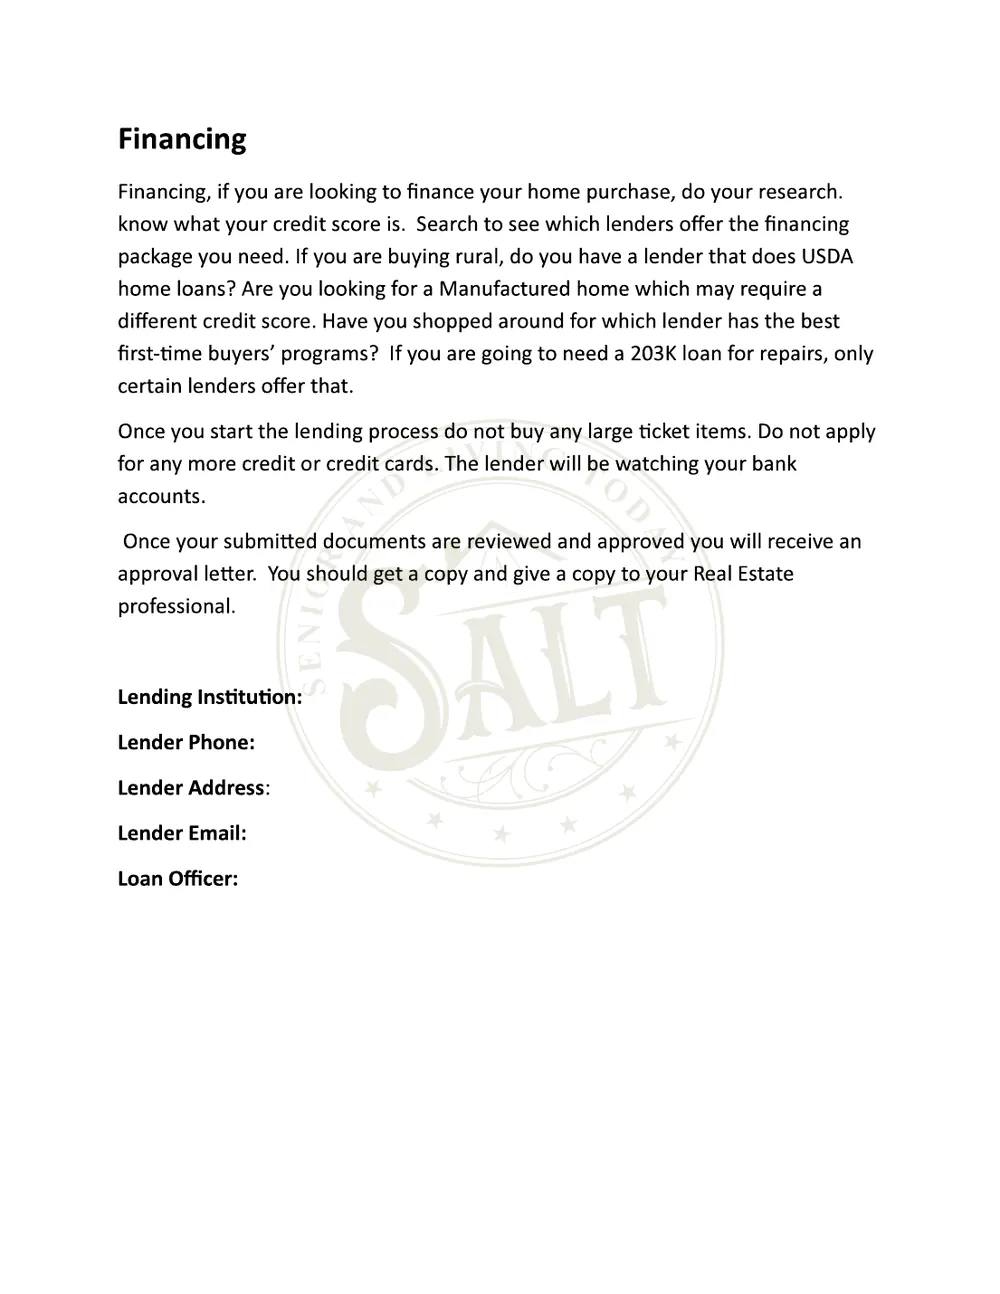 Financing
Financing, if you are looking to finance your home purchase, do your research.
know what your credit score is.  Search to see which lenders offer the financing
package you need. If you are buying rural, do you have a lender that does USDA
home loans? Are you looking for a Manufactured home which may require a
different credit score. Have you shopped around for which lender has the best
first-time buyers’ programs?  If you are going to need a 203K loan for repairs, only
certain lenders offer that.
Once you start the lending process do not buy any large ticket items. Do not apply
for any more credit or credit cards. The lender will be watching your bank
accounts.
Once your submitted documents are reviewed and approved you will receive an
approval letter.  You should get a copy and give a copy to your Real Estate
professional.
SENIOR AND LIVING TODAY
SALT
Lending Institution:
Lender Phone:
Lender Address:
Lender Email:
Loan Officer: